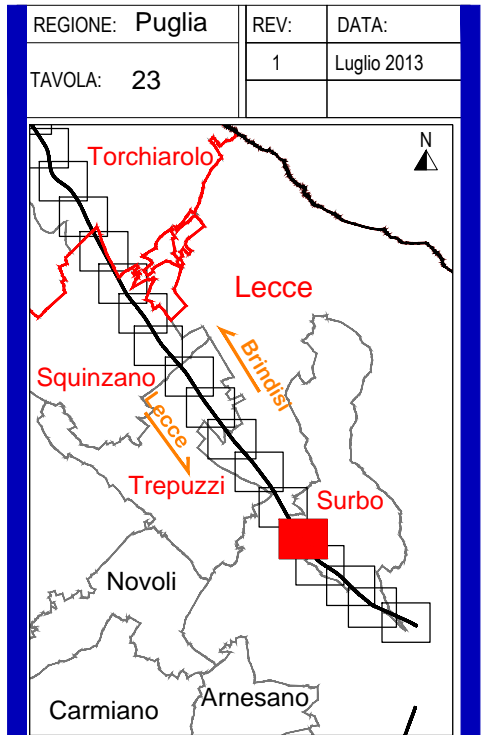 REGIONE: Puglia
REV:
DATA:
1
Luglio 2013
TAVOLA: 23
N
Torchiarolo
Lecce
Brindisi
Squinzano
Lecce
Trepuzzi
Surbo
Novoli
Carmiano
Arnesano